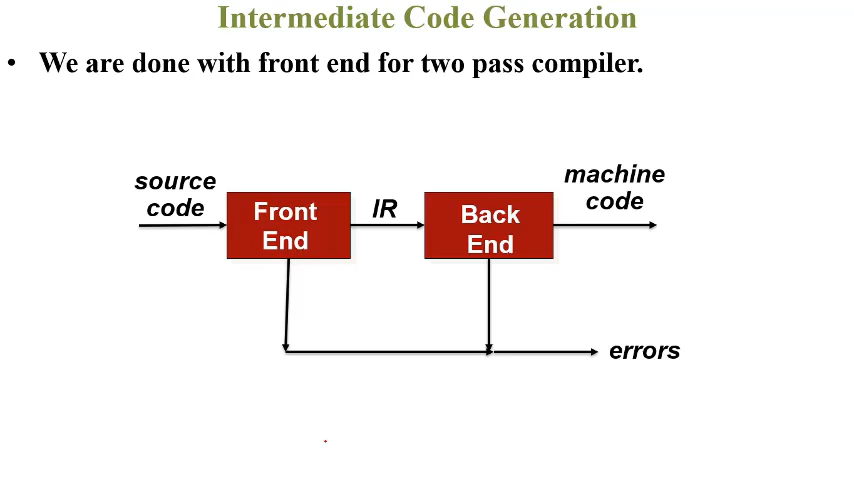 Intermediate Code Generation
• We are done with front end for two pass compiler.
source
code
Front
End
IR
Back
End
machine
code
errors